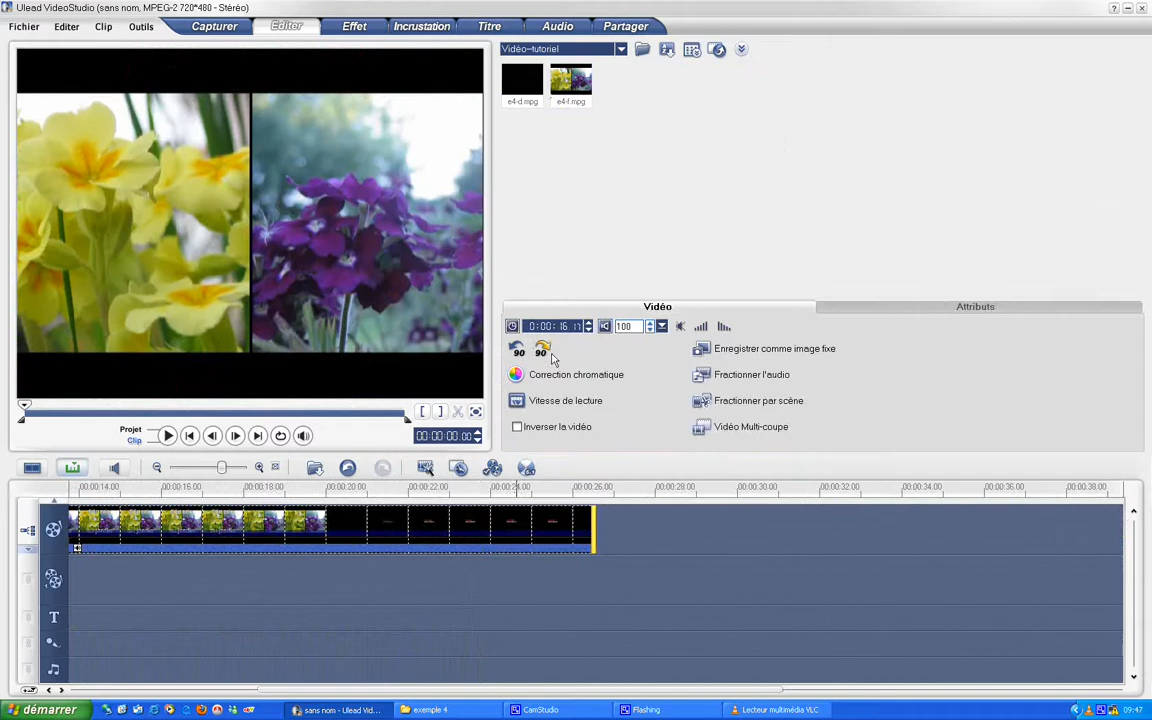 Ulead VideoStudio (sans nom, MPEG-2 720*480 - Stéréo)
Fichier Editer Clip Outils Capturer Editer Effet Incrustation Titre Audio Partager
Vidéo-tutoriel
e4-d.mpg e4-f.mpg
Vidéo Attributs
0:00:16.17 100
90 90 Enregistrer comme image fixe
Correction chromatique Fractionner l'audio
Vitesse de lecture Fractionner par scène
Inverser la vidéo Vidéo Multi-coupe
Projet
Clip
00:00:00.00
00:00:14.00 00:00:16.00 00:00:18.00 00:00:20.00 00:00:22.00 00:00:24.00 00:00:26.00 00:00:28.00 00:00:30.00 00:00:32.00 00:00:34.00 00:00:36.00 00:00:38.00
T
démarrer sans nom - Ulead Vid... exemple 4 CamStudio Flashing Lecteur multimédia VLC 09:47